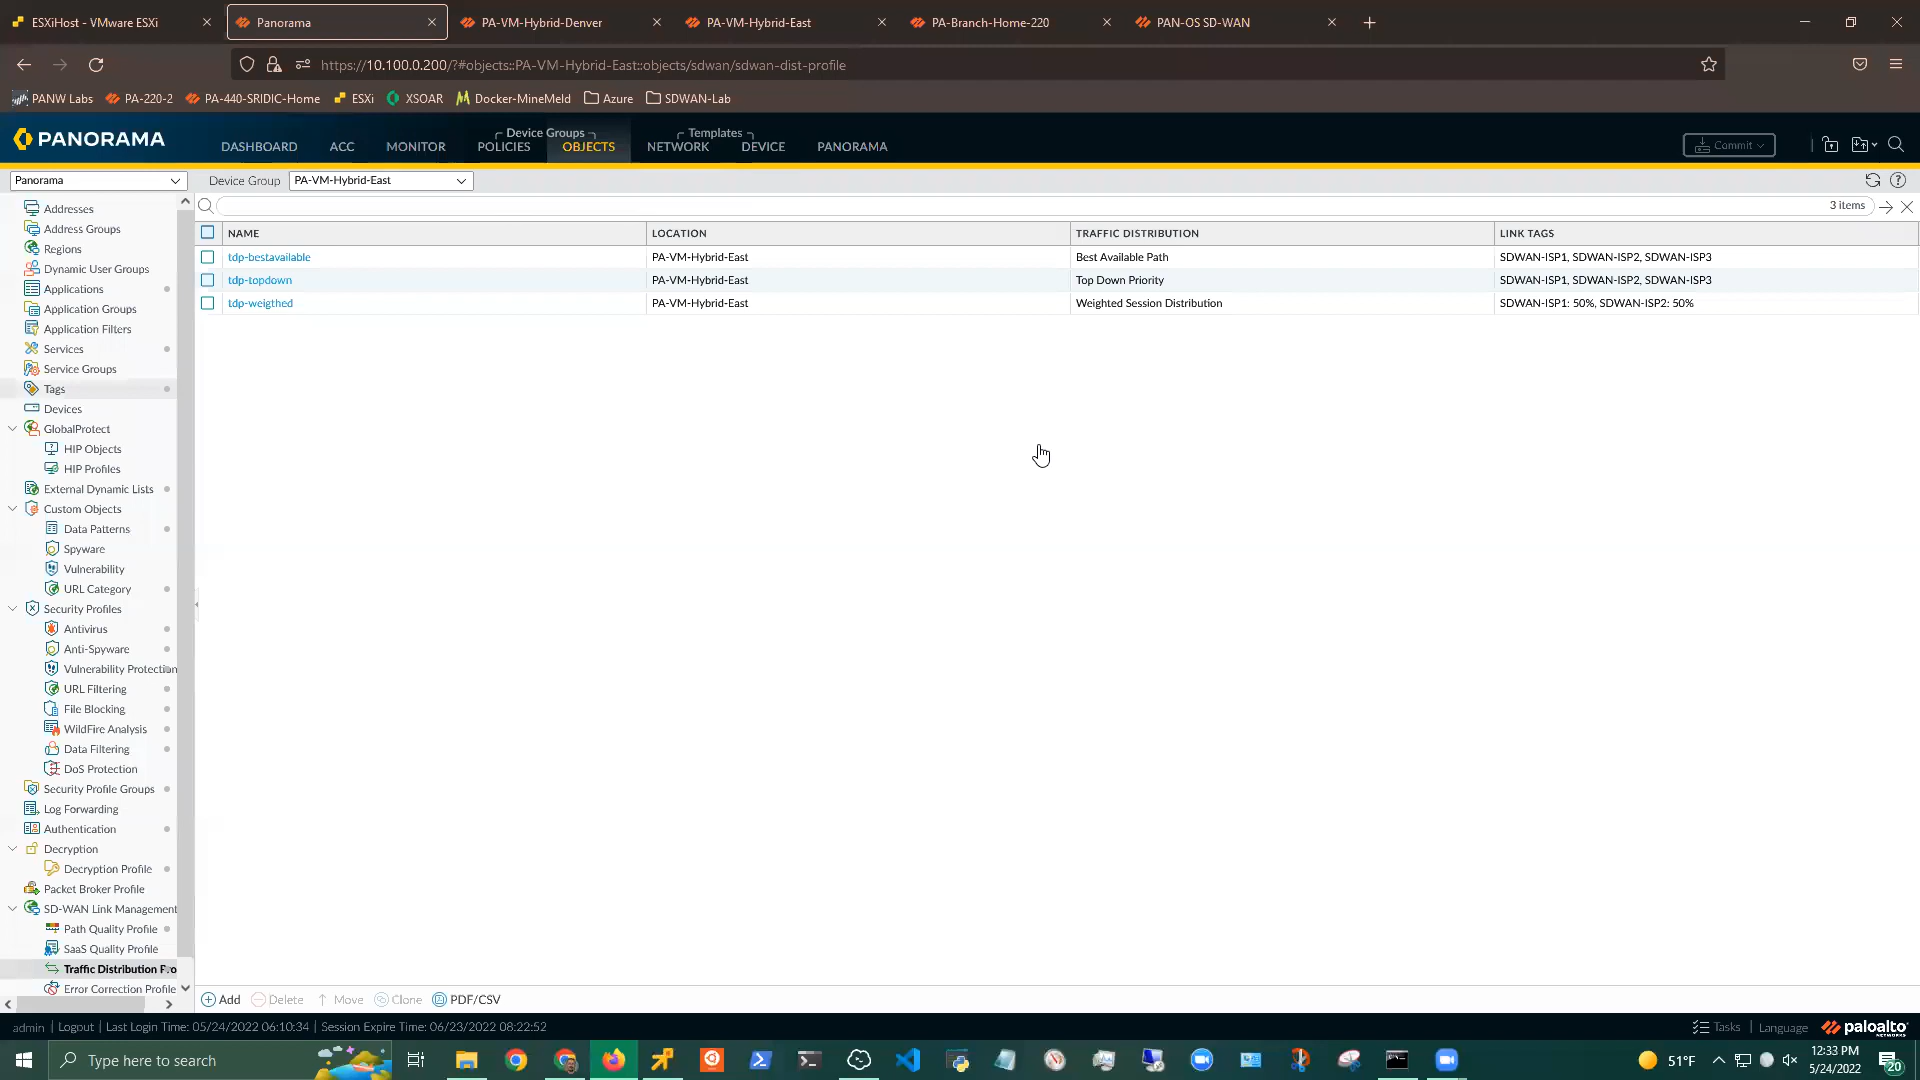 ESXiHost - VMware ESXi
Panorama
PA-VM-Hybrid-Denver
PA-VM-Hybrid-East
PA-Branch-Home-220
PAN-OS SD-WAN
https://10.100.0.200/?#objects::PA-VM-Hybrid-East::objects/sdwan/sdwan-dist-profile
PANW Labs
PA-220-2
PA-440-SRIDIC-Home
ESXi
XSOAR
Docker-MineMeld
Azure
SDWAN-Lab
PANORAMA
DASHBOARD
ACC
MONITOR
Device Groups
POLICIES
OBJECTS
Templates
NETWORK
DEVICE
PANORAMA
Commit
Panorama
Device Group
PA-VM-Hybrid-East
3 items
Addresses
Address Groups
Regions
Dynamic User Groups
Applications
Application Groups
Application Filters
Services
Service Groups
Tags
Devices
GlobalProtect
HIP Objects
HIP Profiles
External Dynamic Lists
Custom Objects
Data Patterns
Spyware
Vulnerability
URL Category
Security Profiles
Antivirus
Anti-Spyware
Vulnerability Protection
URL Filtering
File Blocking
WildFire Analysis
Data Filtering
DoS Protection
Security Profile Groups
Log Forwarding
Authentication
Decryption
Decryption Profile
Packet Broker Profile
SD-WAN Link Management
Path Quality Profile
SaaS Quality Profile
Traffic Distribution Pro
Error Correction Profile
NAME LOCATION TRAFFIC DISTRIBUTION LINK TAGS
tdp-bestavailable PA-VM-Hybrid-East Best Available Path SDWAN-ISP1, SDWAN-ISP2, SDWAN-ISP3
tdp-topdown PA-VM-Hybrid-East Top Down Priority SDWAN-ISP1, SDWAN-ISP2, SDWAN-ISP3
tdp-weigthed PA-VM-Hybrid-East Weighted Session Distribution SDWAN-ISP1: 50%, SDWAN-ISP2: 50%
Add Delete Move Clone PDF/CSV
admin | Logout | Last Login Time: 05/24/2022 06:10:34 | Session Expire Time: 06/23/2022 08:22:52
Tasks | Language
paloalto
NETWORKS
Type here to search
51°F
12:33 PM
5/24/2022
20